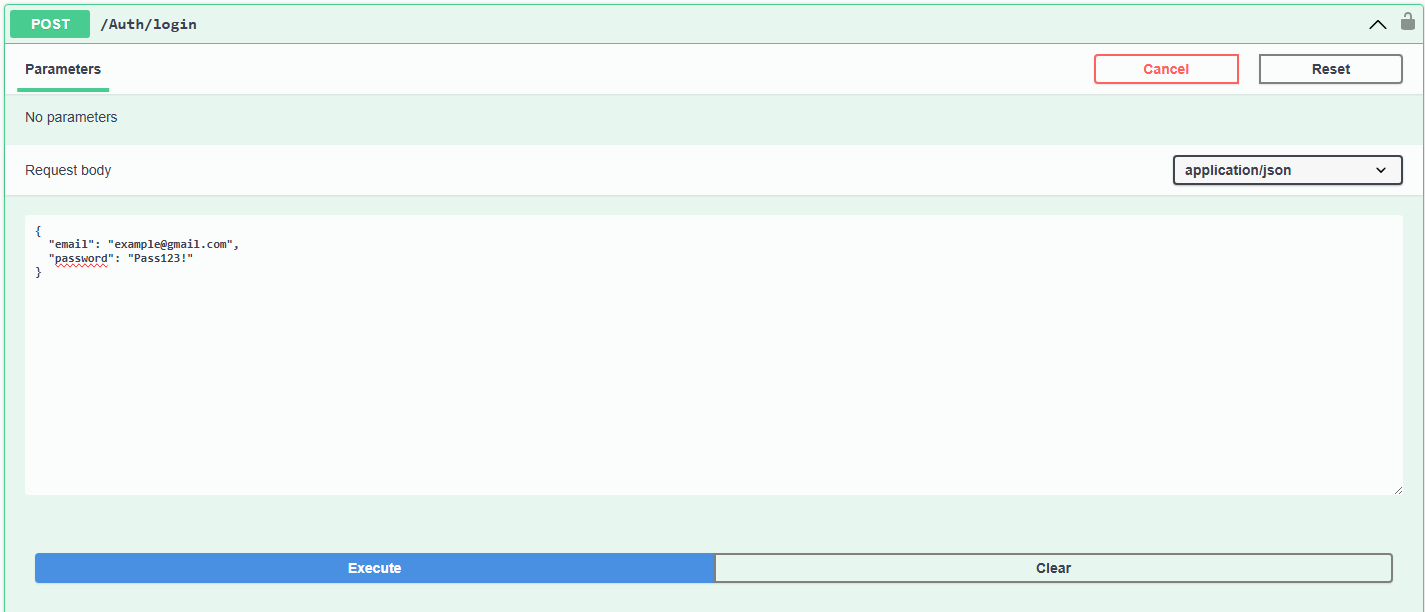 POST /Auth/login
Parameters
Cancel
Reset
No parameters
Request body
application/json
{
  "email": "example@gmail.com",
  "password": "Pass123!"
}
Execute
Clear